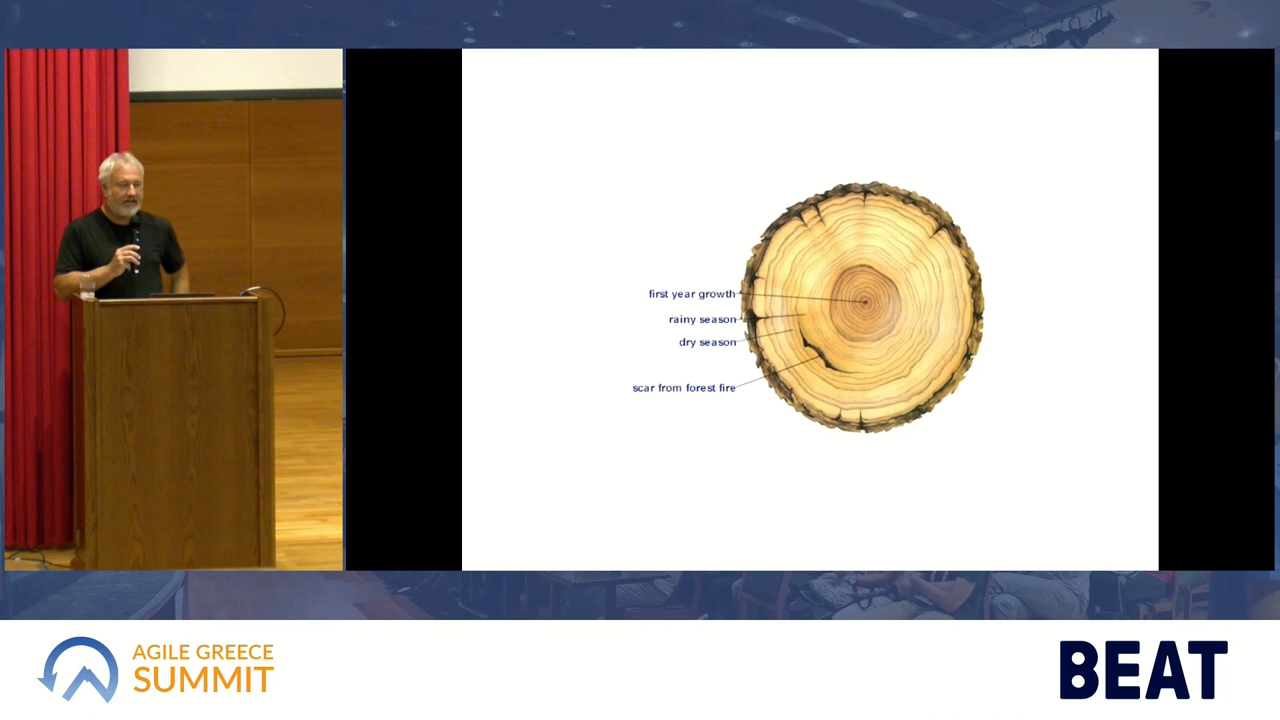 first year growth
rainy season
dry season
scar from forest fire
AGILE GREECE
SUMMIT
BEAT